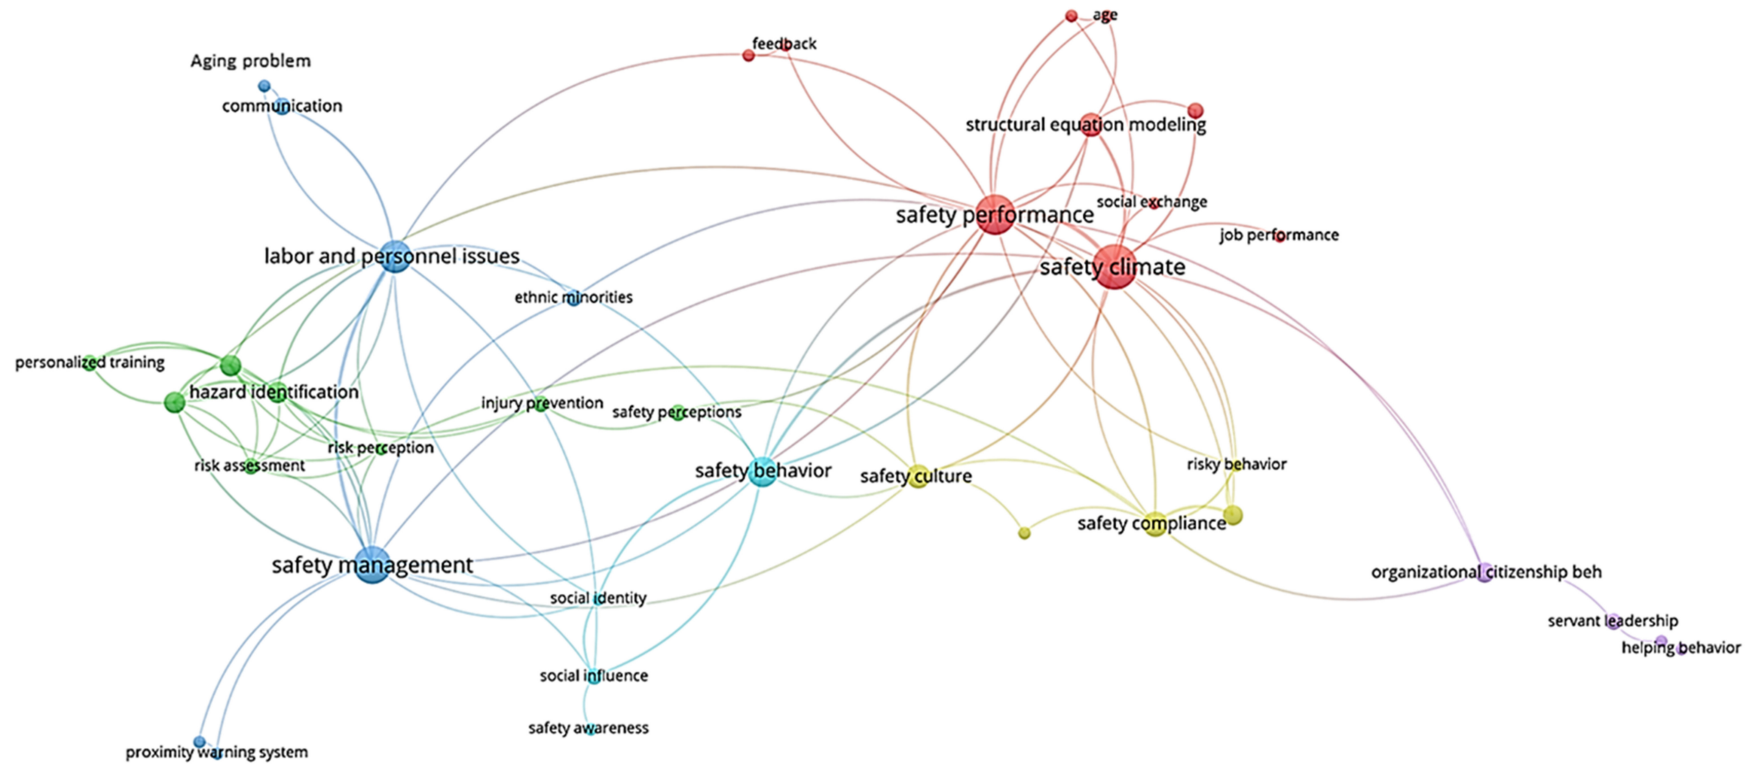 age
feedback
Aging problem
communication
structural equation modeling
social exchange
safety performance
job performance
labor and personnel issues
safety climate
ethnic minorities
personalized training
hazard identification
injury prevention
safety perceptions
risk perception
risk assessment
safety behavior
safety culture
risky behavior
safety compliance
safety management
organizational citizenship beh
social identity
servant leadership
helping behavior
social influence
safety awareness
proximity warning system